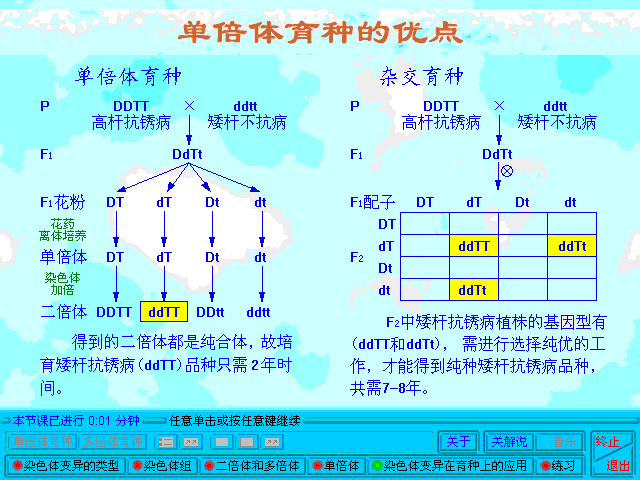 单倍体育种的优点
单倍体育种
P DDTT × ddtt
高杆抗锈病 矮杆不抗病
F1 DdTt
F1花粉 DT dT Dt dt
花药
离体培养
单倍体 DT dT Dt dt
染色体
加倍
二倍体 DDTT ddTT DDtt ddtt
得到的二倍体都是纯合体，故培
育矮杆抗锈病(ddTT)品种只需2年时
间。
杂交育种
P DDTT × ddtt
高杆抗锈病 矮杆不抗病
F1 DdTt
⊗
F1配子 DT dT Dt dt
DT
dT ddTT ddTt
F2
Dt
dt ddTt
F2中矮杆抗锈病植株的基因型有
(ddTT和ddTt)， 需进行选择纯优的工
作，才能得到纯种矮杆抗锈病品种，
共需7-8年。
本节课已进行 0:01 分钟 任意单击或按任意键继续
单倍体育种 多倍体育种 关于 关解说 音乐 终止
退出
染色体变异的类型 染色体组 二倍体和多倍体 单倍体 染色体变异在育种上的应用 练习